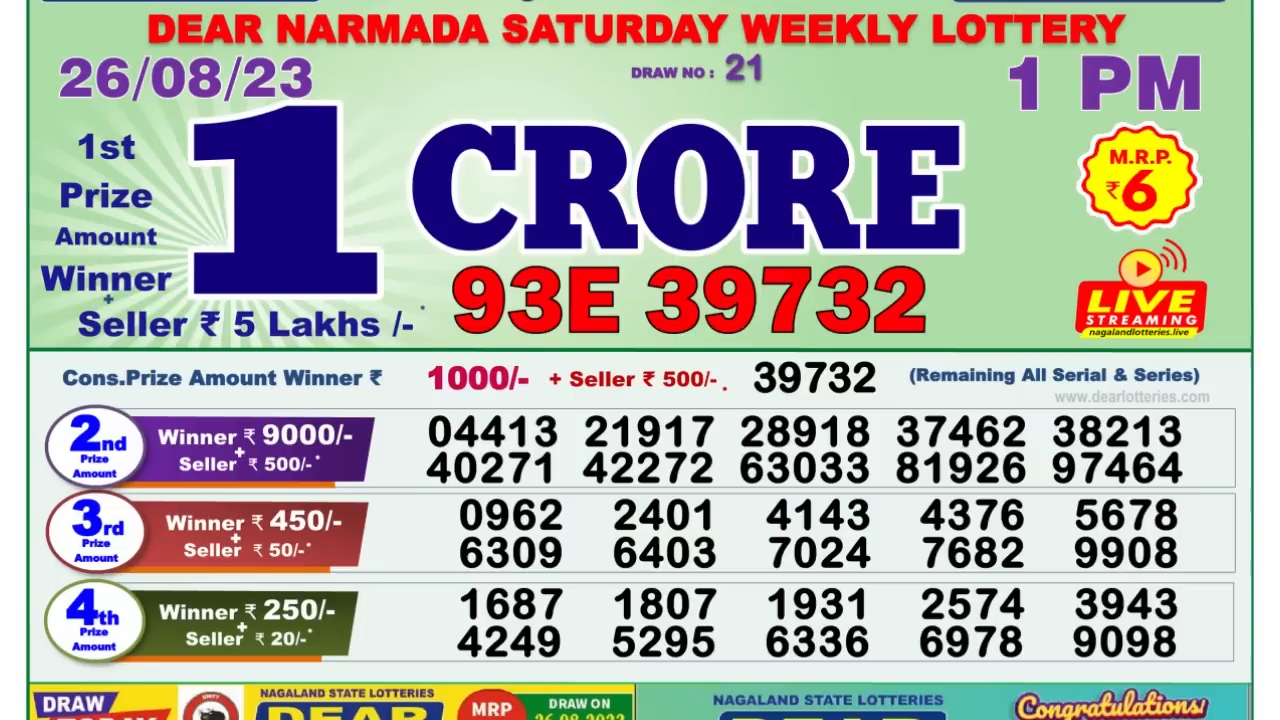 DEAR NARMADA SATURDAY WEEKLY LOTTERY
26/08/23
DRAW NO : 21
1 PM
1st
Prize
Amount
Winner
+
Seller ₹ 5 Lakhs /-
1 CRORE
93E 39732
M.R.P.
₹6
LIVE
STREAMING
nagalandlotteries.live
Cons.Prize Amount Winner ₹ 1000/- + Seller ₹ 500/- . 39732 (Remaining All Serial & Series)
www.dearlotteries.com
2nd
Prize
Amount
Winner ₹ 9000/-
+
Seller ₹ 500/-*
04413 21917 28918 37462 38213
40271 42272 63033 81926 97464
3rd
Prize
Amount
Winner ₹ 450/-
+
Seller ₹ 50/-*
0962 2401 4143 4376 5678
6309 6403 7024 7682 9908
4th
Prize
Amount
Winner ₹ 250/-
+
Seller ₹ 20/-*
1687 1807 1931 2574 3943
4249 5295 6336 6978 9098
DRAW
NAGALAND STATE LOTTERIES
DEAR
MRP
DRAW ON
26.08.2023
NAGALAND STATE LOTTERIES
DEAR
Congratulations